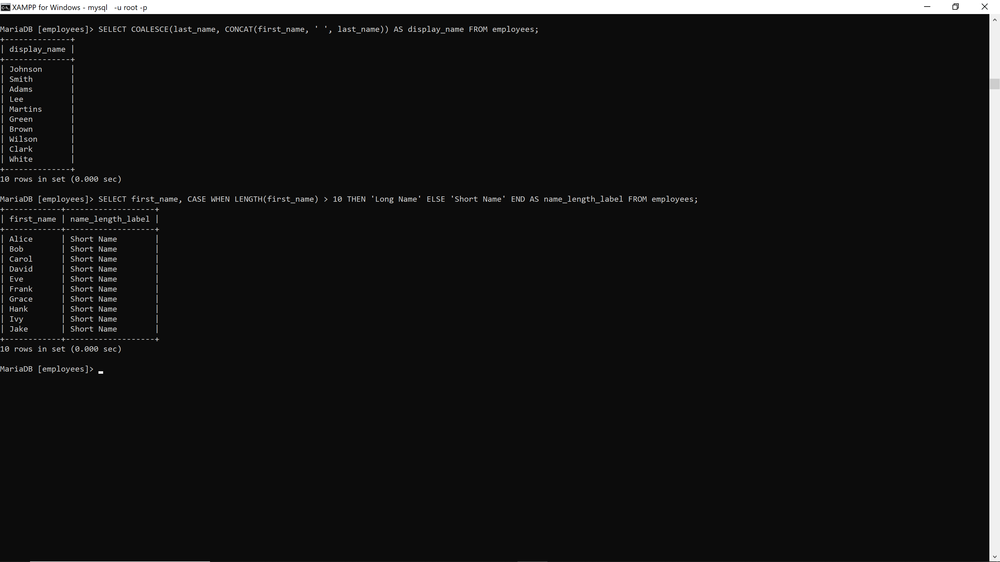 XAMPP for Windows - mysql  -u root -p
MariaDB [employees]> SELECT COALESCE(last_name, CONCAT(first_name, ' ', last_name)) AS display_name FROM employees;
+--------------+
| display_name |
+--------------+
| Johnson      |
| Smith        |
| Adams        |
| Lee          |
| Martins      |
| Green        |
| Brown        |
| Wilson       |
| Clark        |
| White        |
+--------------+
10 rows in set (0.000 sec)
MariaDB [employees]> SELECT first_name, CASE WHEN LENGTH(first_name) > 10 THEN 'Long Name' ELSE 'Short Name' END AS name_length_label FROM employees;
+------------+-------------------+
| first_name | name_length_label |
+------------+-------------------+
| Alice      | Short Name        |
| Bob        | Short Name        |
| Carol      | Short Name        |
| David      | Short Name        |
| Eve        | Short Name        |
| Frank      | Short Name        |
| Grace      | Short Name        |
| Hank       | Short Name        |
| Ivy        | Short Name        |
| Jake       | Short Name        |
+------------+-------------------+
10 rows in set (0.000 sec)
MariaDB [employees]> _